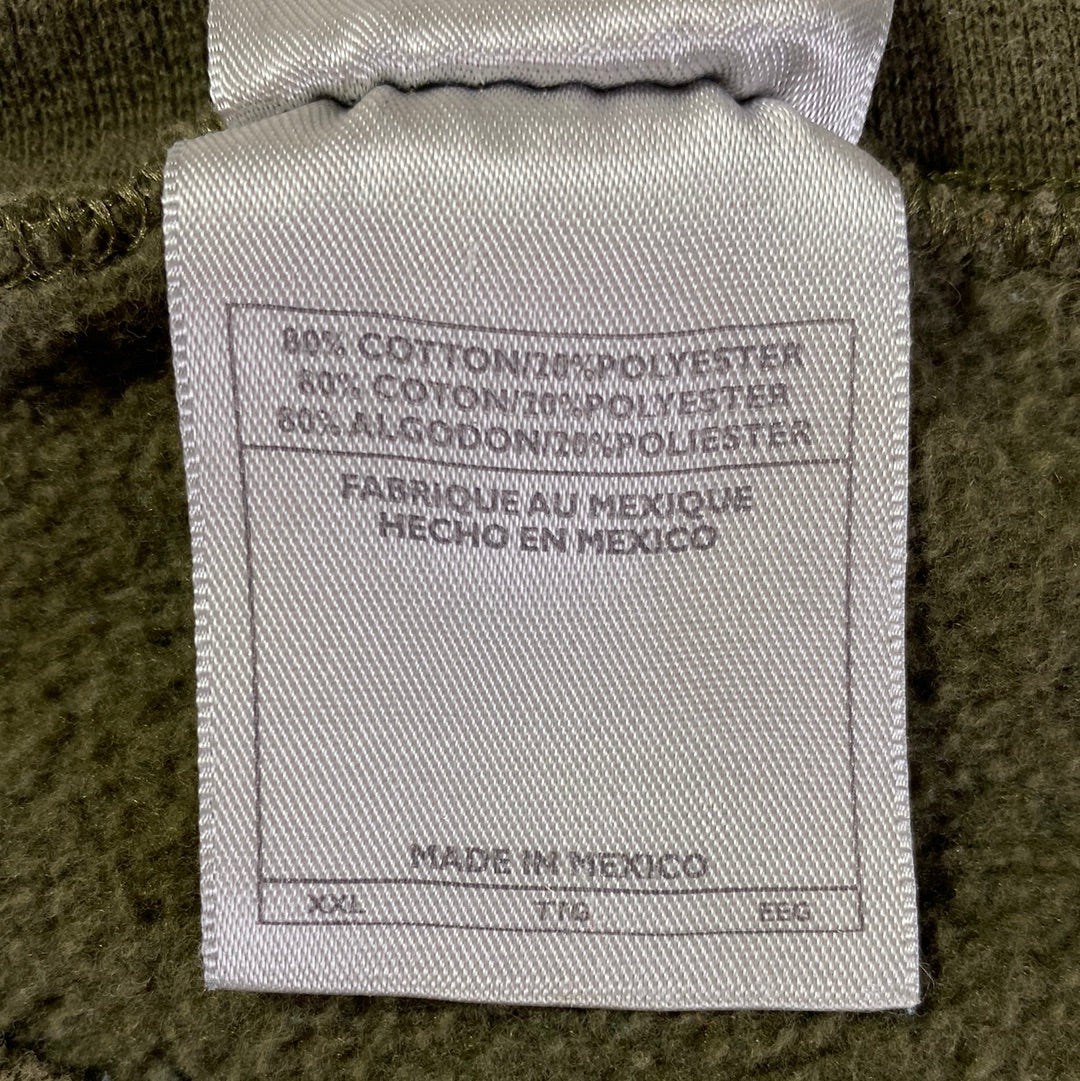 80% COTTON/20%POLYESTER
80% COTON/20%POLYESTER
80% ALGODON/20%POLIESTER
FABRIQUE AU MEXIQUE
HECHO EN MEXICO
MADE IN MEXICO
XXL TTG EEG